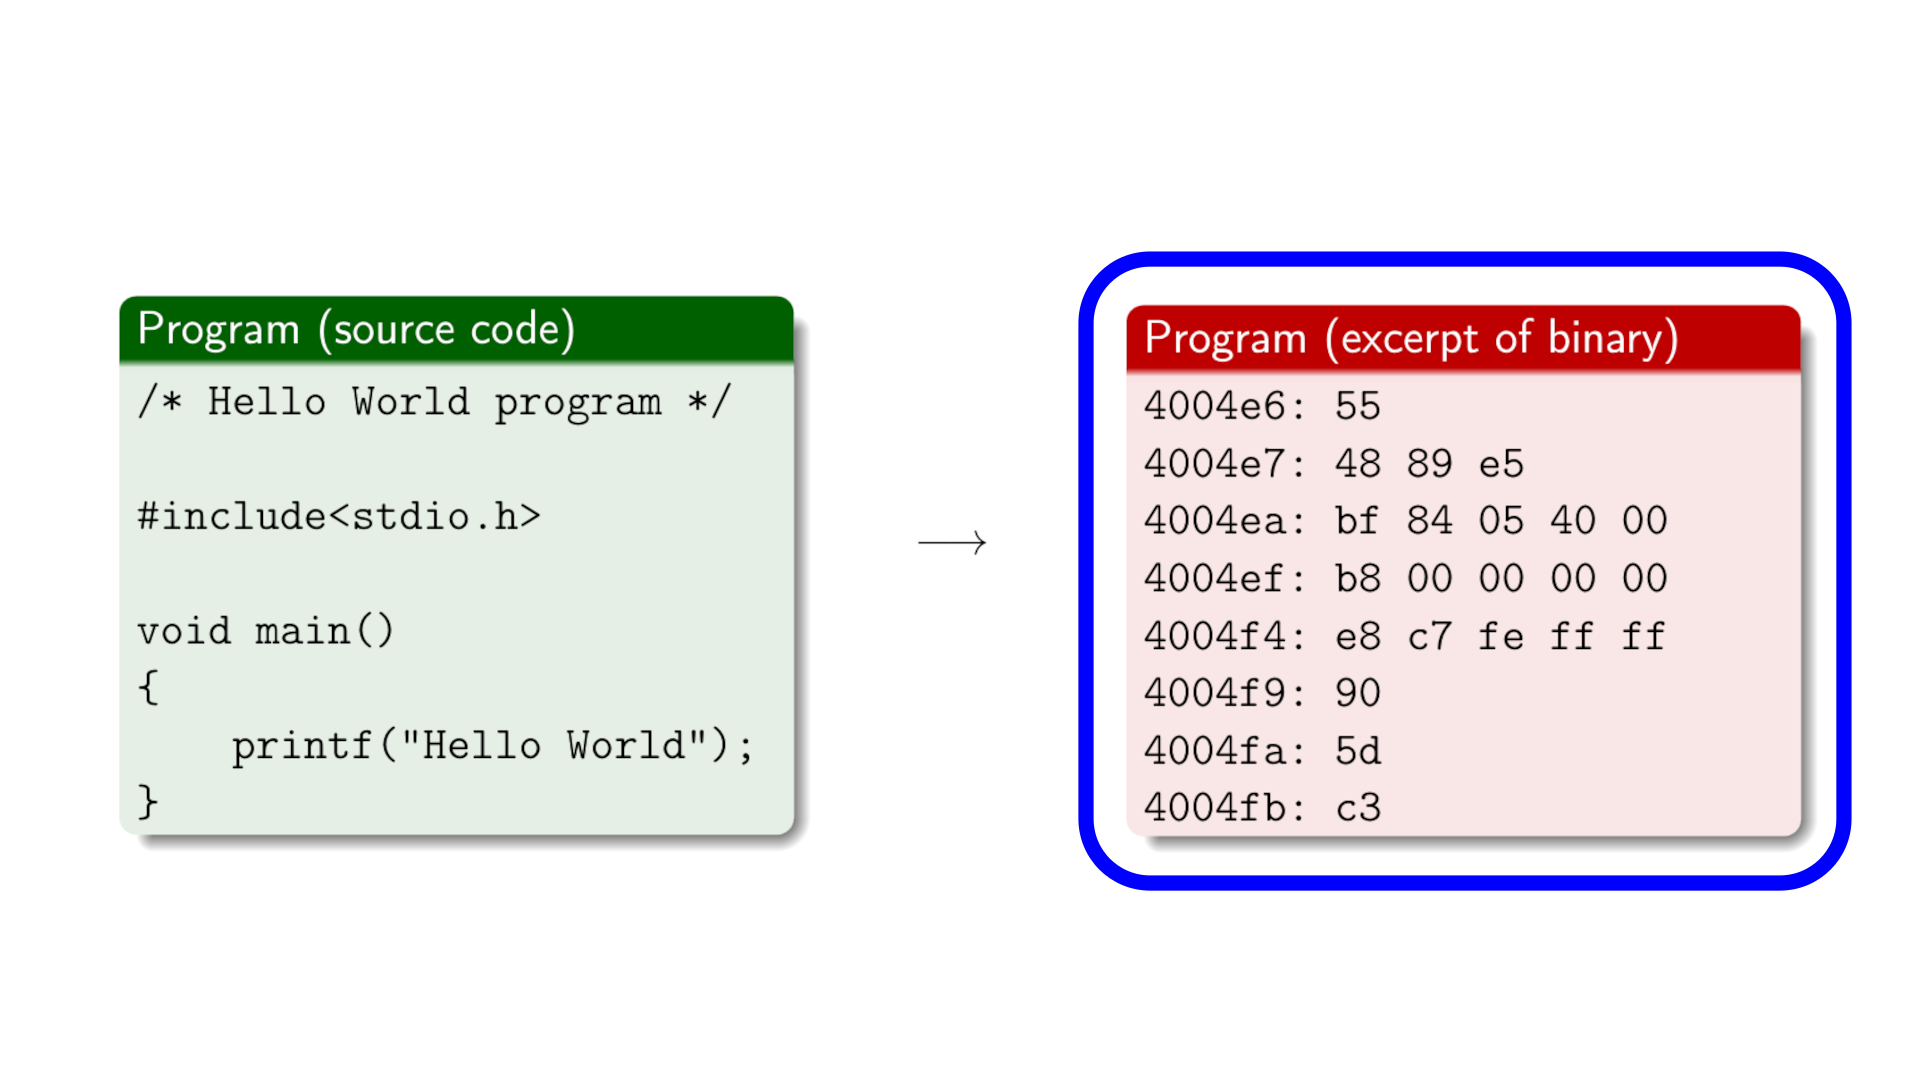 Program (source code)
/* Hello World program */
#include<stdio.h>
void main()
{
    printf("Hello World");
}
Program (excerpt of binary)
4004e6: 55
4004e7: 48 89 e5
4004ea: bf 84 05 40 00
4004ef: b8 00 00 00 00
4004f4: e8 c7 fe ff ff
4004f9: 90
4004fa: 5d
4004fb: c3